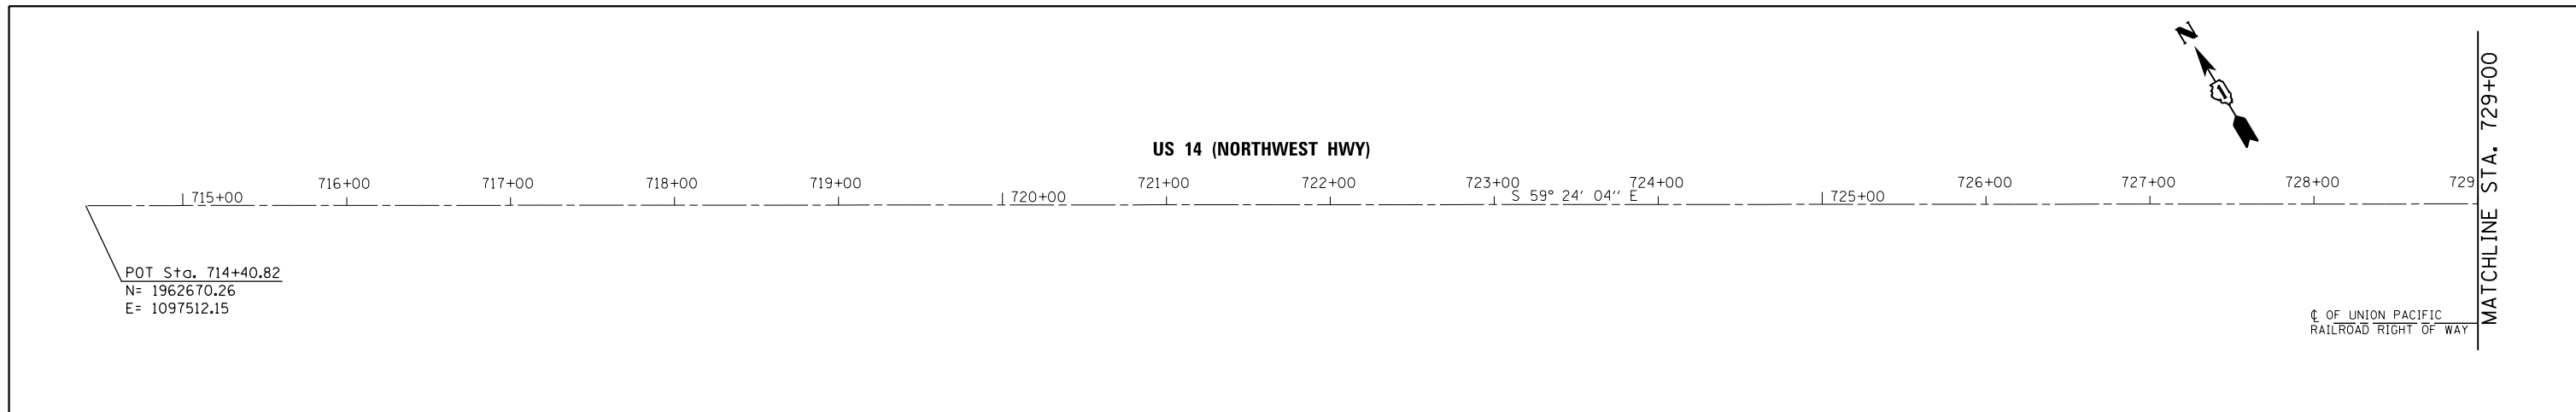 N
US 14 (NORTHWEST HWY)
715+00
716+00
717+00
718+00
719+00
720+00
721+00
722+00
723+00
724+00
725+00
726+00
727+00
728+00
729
S 59° 24' 04'' E
POT Sta. 714+40.82
N= 1962670.26
E= 1097512.15
℄ OF UNION PACIFIC
RAILROAD RIGHT OF WAY
MATCHLINE STA. 729+00